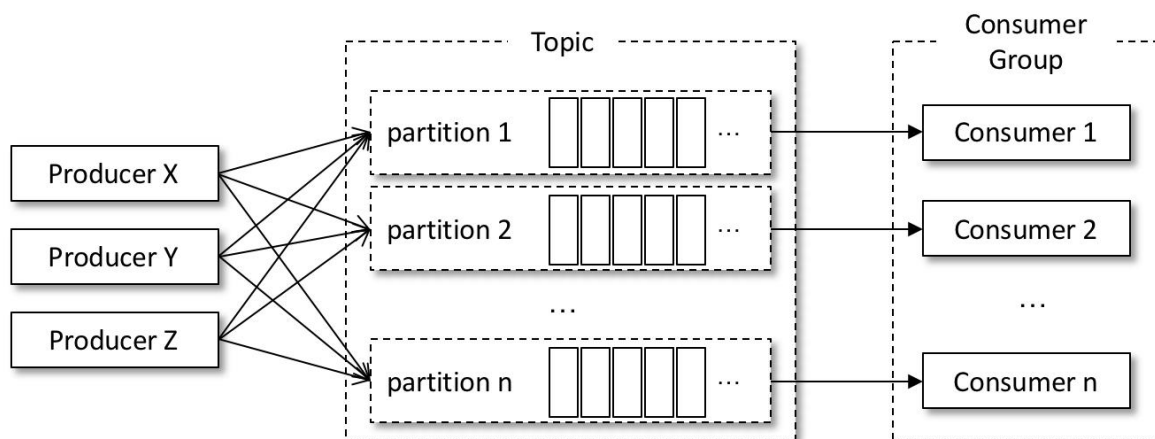 Topic
Consumer
Group
partition 1
...
Consumer 1
Producer X
partition 2
...
Consumer 2
Producer Y
...
...
Producer Z
partition n
...
Consumer n